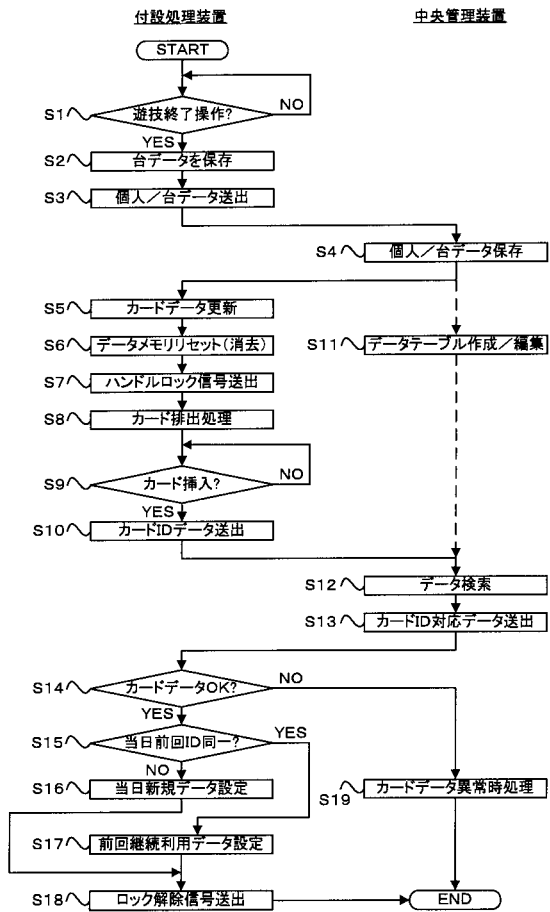 付設処理装置
中央管理装置
START
S1
遊技終了操作?
NO
YES
S2
台データを保存
S3
個人／台データ送出
S4
個人／台データ保存
S5
カードデータ更新
S6
データメモリリセット(消去)
S11
データテーブル作成／編集
S7
ハンドルロック信号送出
S8
カード排出処理
S9
カード挿入?
NO
YES
S10
カードIDデータ送出
S12
データ検索
S13
カードID対応データ送出
S14
カードデータOK?
NO
YES
S15
当日前回ID同一?
YES
NO
S16
当日新規データ設定
S19
カードデータ異常時処理
S17
前回継続利用データ設定
S18
ロック解除信号送出
END